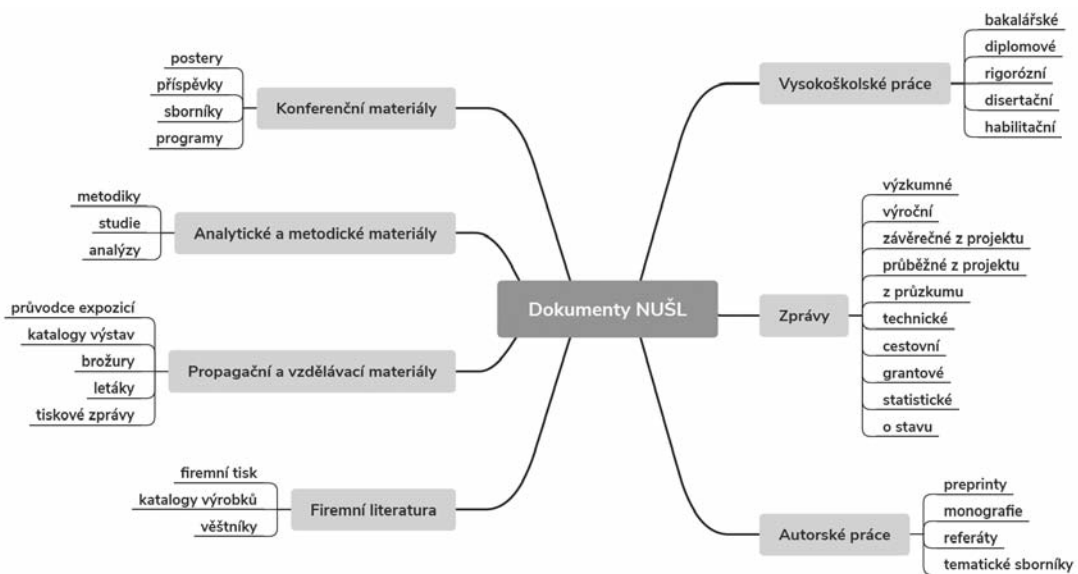 Dokumenty NUŠL
Konferenční materiály
postery
příspěvky
sborníky
programy
Analytické a metodické materiály
metodiky
studie
analýzy
Propagační a vzdělávací materiály
průvodce expozicí
katalogy výstav
brožury
letáky
tiskové zprávy
Firemní literatura
firemní tisk
katalogy výrobků
věštníky
Vysokoškolské práce
bakalářské
diplomové
rigorózní
disertační
habilitační
Zprávy
výzkumné
výroční
závěrečné z projektu
průběžné z projektu
z průzkumu
technické
cestovní
grantové
statistické
o stavu
Autorské práce
preprinty
monografie
referáty
tematické sborníky